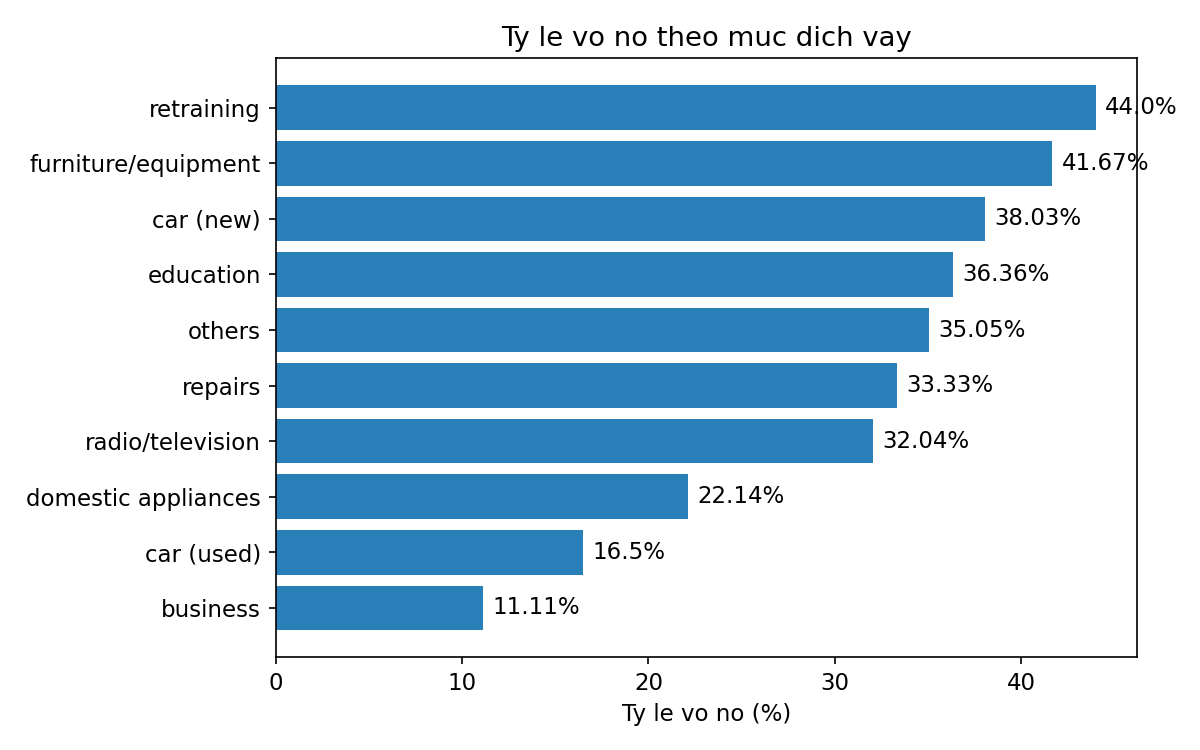 Ty le vo no theo muc dich vay
retraining 44.0%
furniture/equipment 41.67%
car (new) 38.03%
education 36.36%
others 35.05%
repairs 33.33%
radio/television 32.04%
domestic appliances 22.14%
car (used) 16.5%
business 11.11%
0 10 20 30 40
Ty le vo no (%)